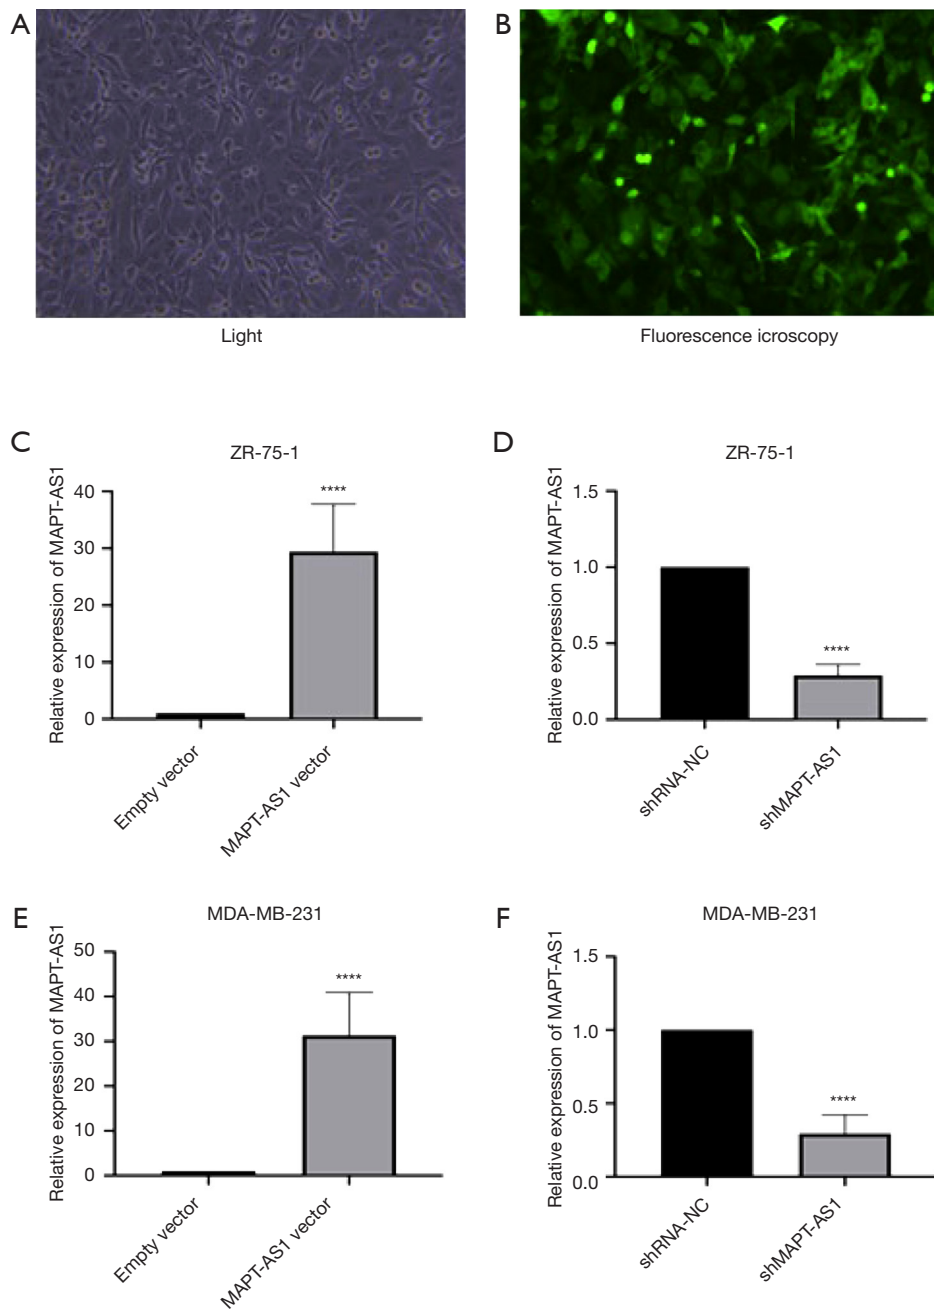 A
B
Light
Fluorescence icroscopy
C
ZR-75-1
Relative expression of MAPT-AS1
40
30
20
10
0
****
Empty vector
MAPT-AS1 vector
D
ZR-75-1
Relative expression of MAPT-AS1
1.5
1.0
0.5
0.0
****
shRNA-NC
shMAPT-AS1
E
MDA-MB-231
Relative expression of MAPT-AS1
50
40
30
20
10
0
****
Empty vector
MAPT-AS1 vector
F
MDA-MB-231
Relative expression of MAPT-AS1
1.5
1.0
0.5
0.0
****
shRNA-NC
shMAPT-AS1